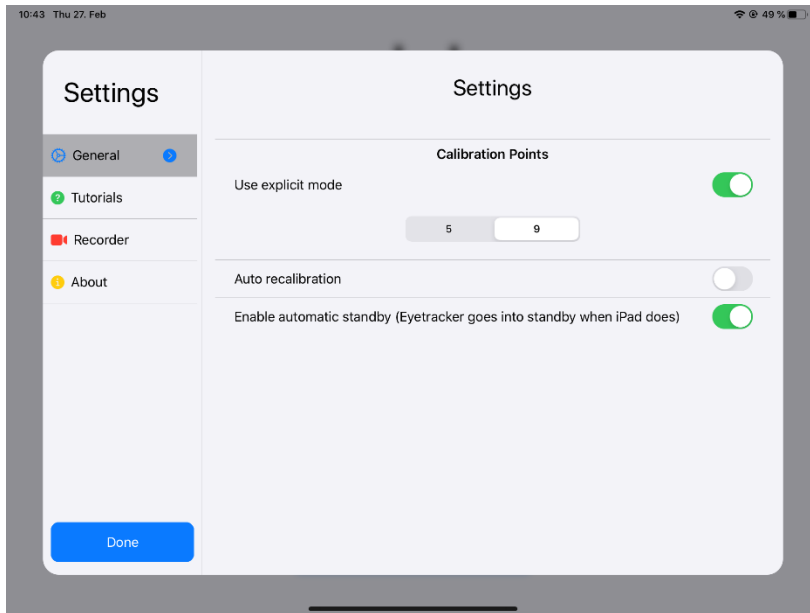 10:43 Thu 27. Feb
49 %
Settings
General
Tutorials
Recorder
About
Done
Settings
Calibration Points
Use explicit mode
5 9
Auto recalibration
Enable automatic standby (Eyetracker goes into standby when iPad does)